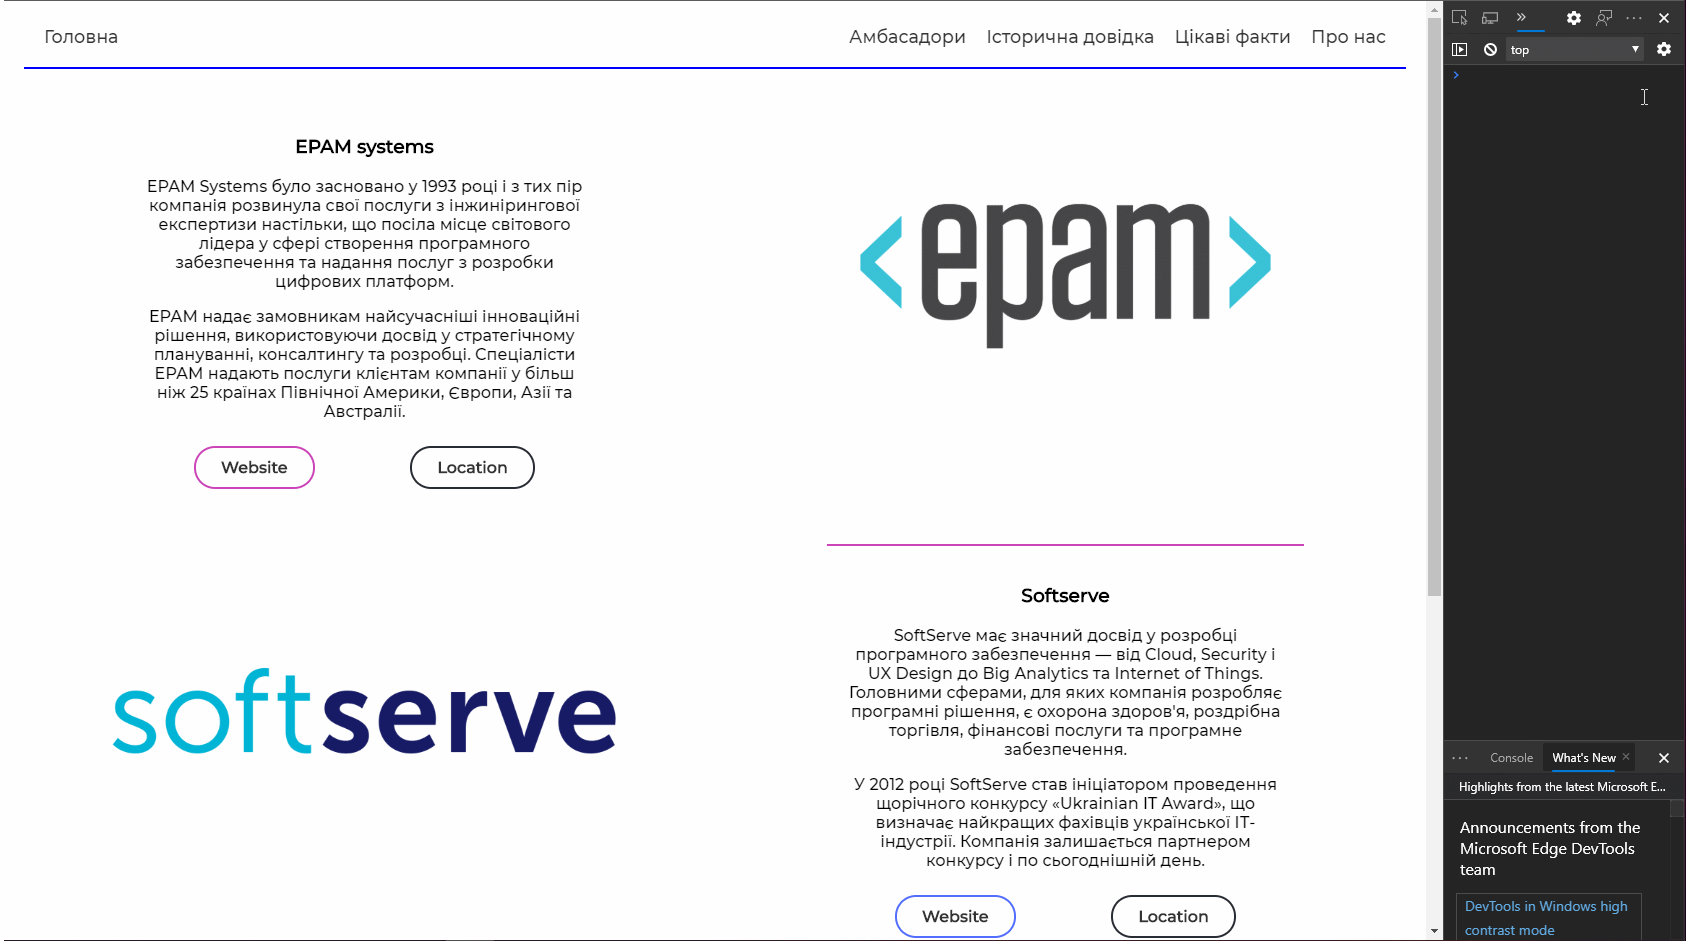 Головна
Амбасадори Історична довідка Цікаві факти Про нас
EPAM systems
EPAM Systems було засновано у 1993 році і з тих пір
компанія розвинула свої послуги з інжинірингової
експертизи настільки, що посіла місце світового
лідера у сфері створення програмного
забезпечення та надання послуг з розробки
цифрових платформ.
EPAM надає замовникам найсучасніші інноваційні
рішення, використовуючи досвід у стратегічному
плануванні, консалтингу та розробці. Спеціалісти
EPAM надають послуги клієнтам компанії у більш
ніж 25 країнах Північної Америки, Європи, Азії та
Австралії.
Website
Location
<epam>
softserve
Softserve
SoftServe має значний досвід у розробці
програмного забезпечення — від Cloud, Security і
UX Design до Big Analytics та Internet of Things.
Головними сферами, для яких компанія розробляє
програмні рішення, є охорона здоров'я, роздрібна
торгівля, фінансові послуги та програмне
забезпечення.
У 2012 році SoftServe став ініціатором проведення
щорічного конкурсу «Ukrainian IT Award», що
визначає найкращих фахівців української ІТ-
індустрії. Компанія залишається партнером
конкурсу і по сьогоднішній день.
Website
Location
top
Console
What's New
Highlights from the latest Microsoft E...
Announcements from the
Microsoft Edge DevTools
team
DevTools in Windows high
contrast mode